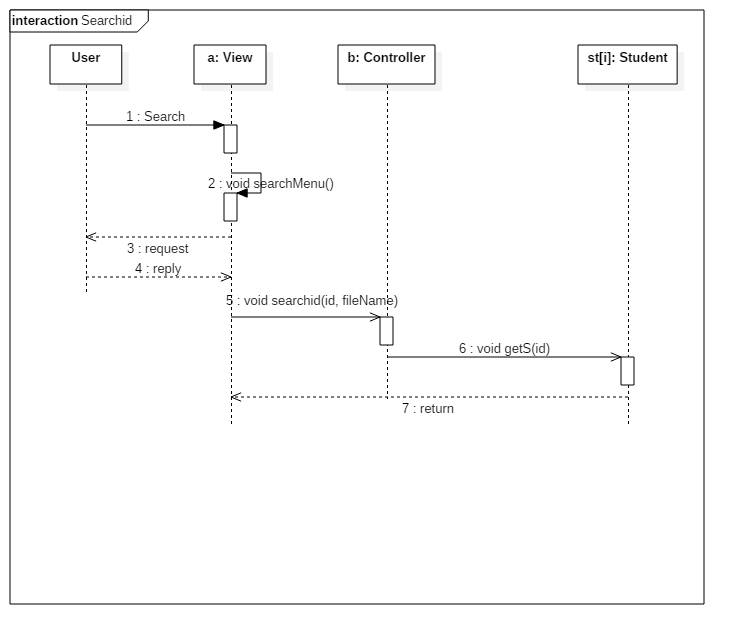 interaction Searchid
User
a: View
b: Controller
st[i]: Student
1 : Search
2 : void searchMenu()
3 : request
4 : reply
5 : void searchid(id, fileName)
6 : void getS(id)
7 : return